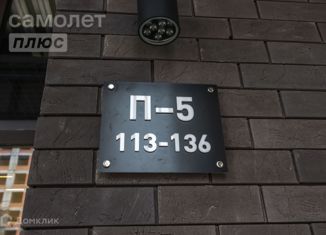 самолет
плюс
П-5
113-136
Домклик